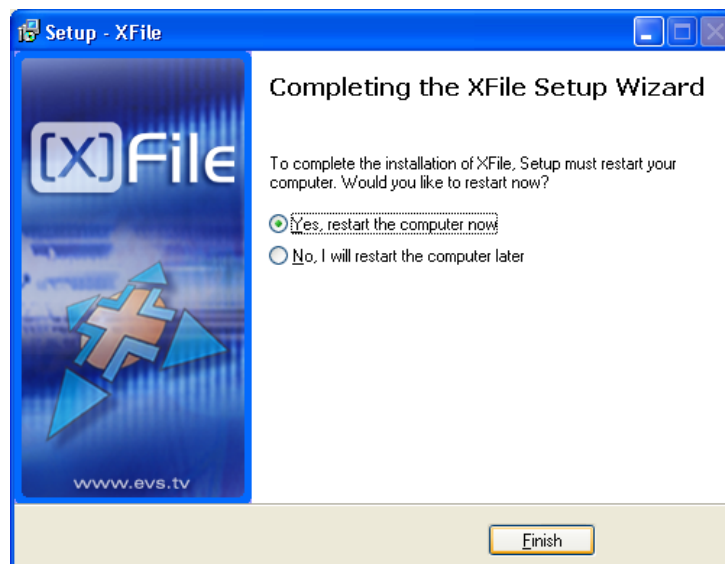 Setup - XFile
[X]File
www.evs.tv
Completing the XFile Setup Wizard
To complete the installation of XFile, Setup must restart your
computer. Would you like to restart now?
Yes, restart the computer now
No, I will restart the computer later
Finish